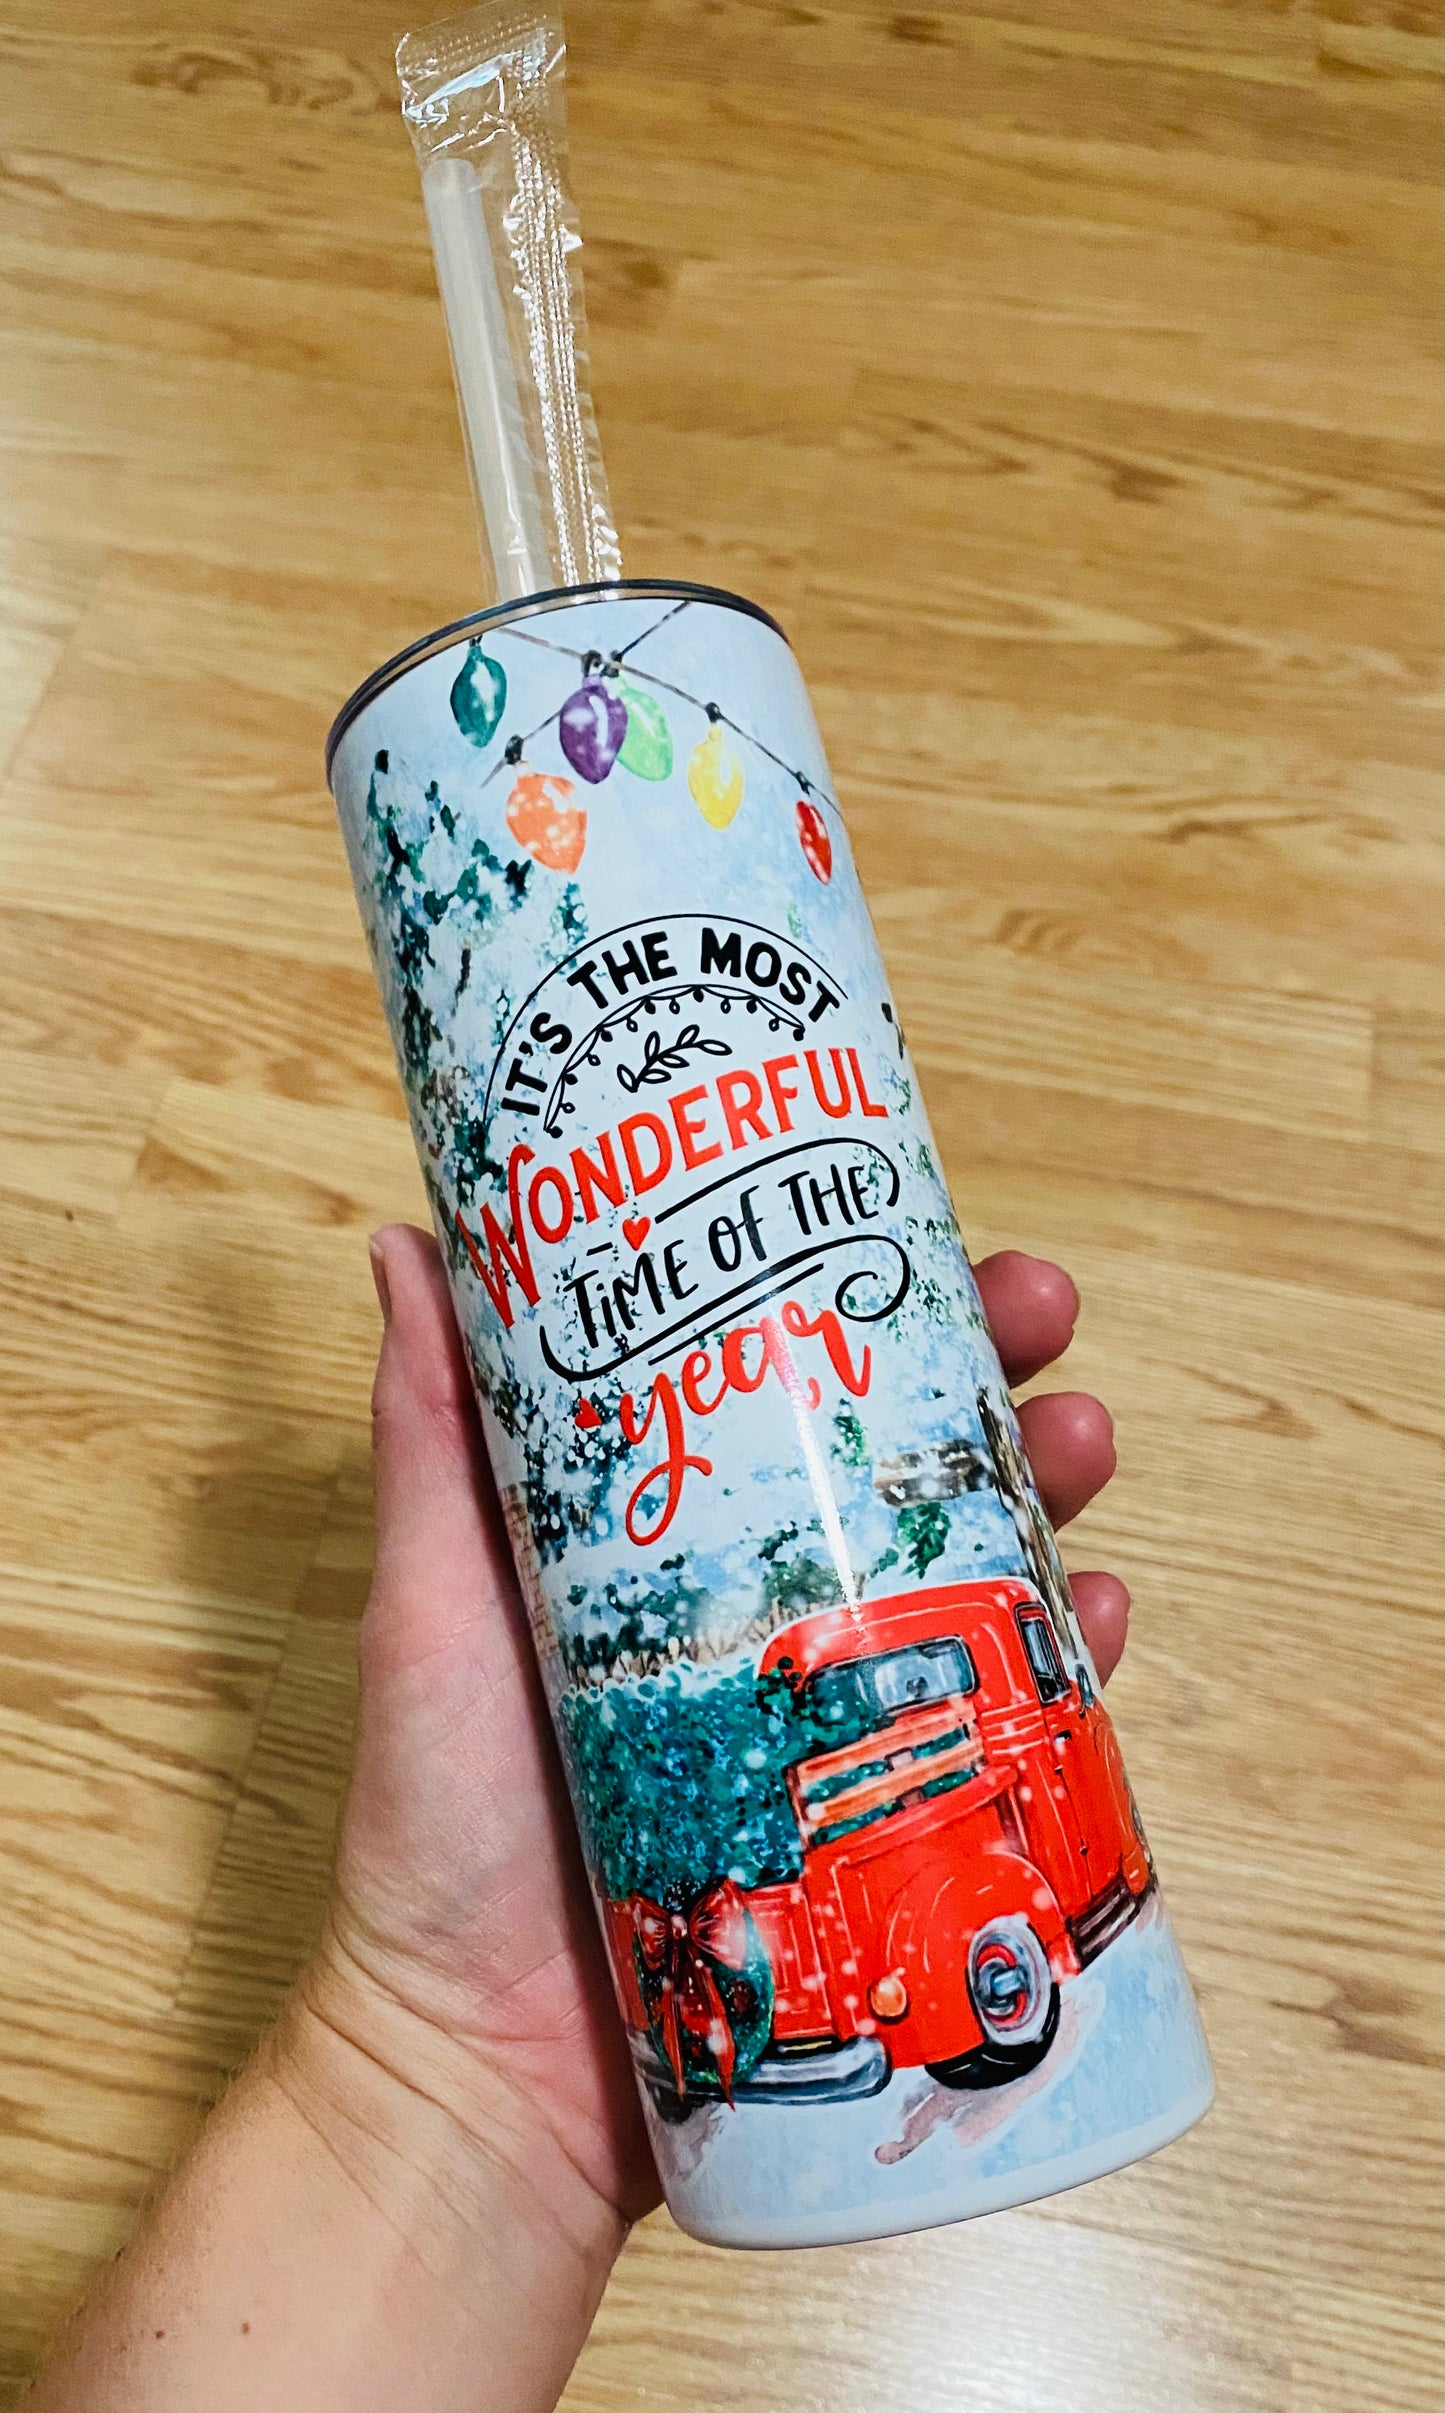 IT'S THE MOST
WONDERFUL
TIME OF THE
year